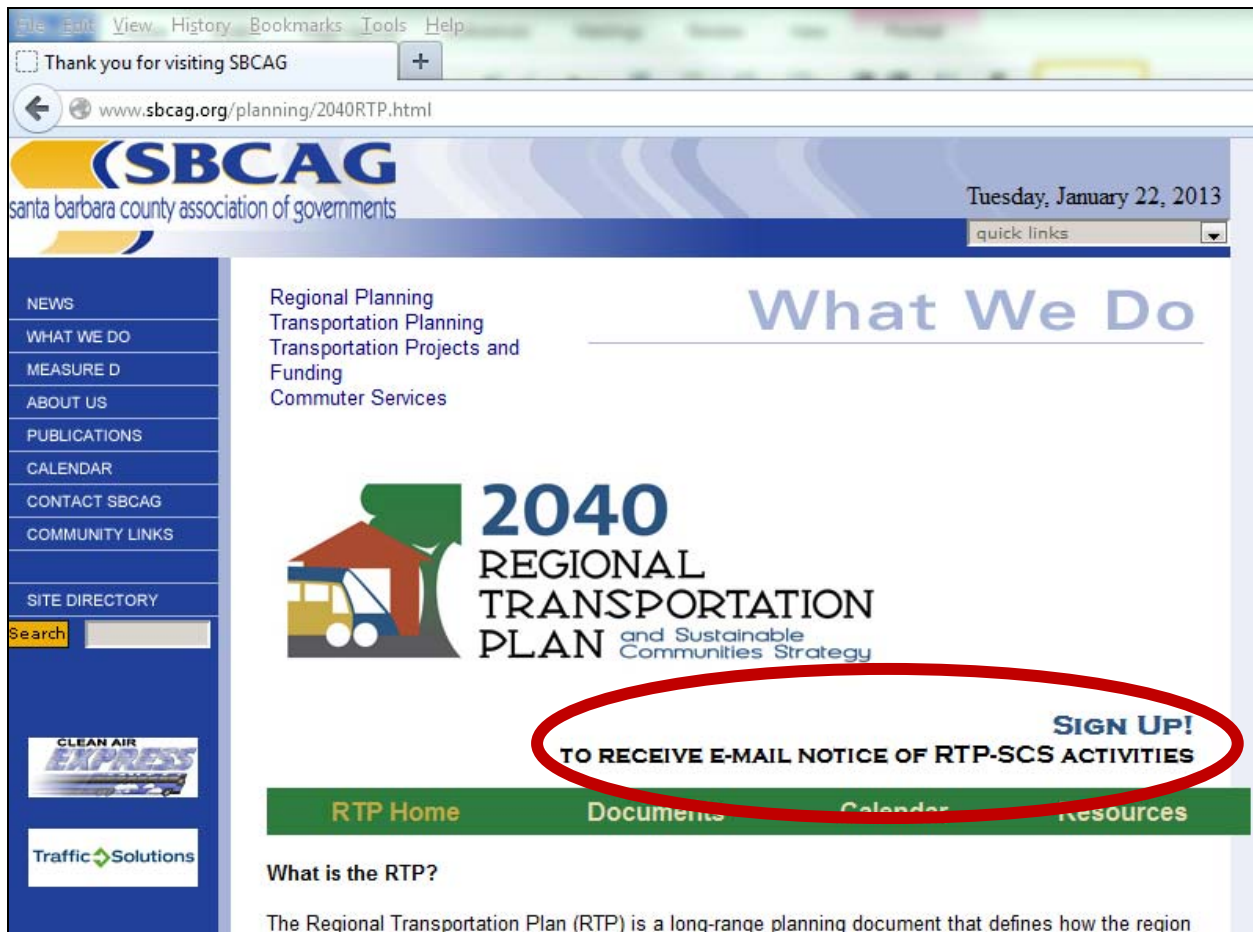 File Edit View History Bookmarks Tools Help
Thank you for visiting SBCAG
+
www.sbcag.org/planning/2040RTP.html
SBCAG
santa barbara county association of governments
Tuesday, January 22, 2013
quick links
NEWS
WHAT WE DO
MEASURE D
ABOUT US
PUBLICATIONS
CALENDAR
CONTACT SBCAG
COMMUNITY LINKS
SITE DIRECTORY
Search
CLEAN AIR
EXPRESS
Traffic Solutions
Regional Planning
Transportation Planning
Transportation Projects and
Funding
Commuter Services
What We Do
2040
REGIONAL
TRANSPORTATION
PLAN and Sustainable
Communities Strategy
SIGN UP!
TO RECEIVE E-MAIL NOTICE OF RTP-SCS ACTIVITIES
RTP Home Documents Calendar Resources
What is the RTP?
The Regional Transportation Plan (RTP) is a long-range planning document that defines how the region